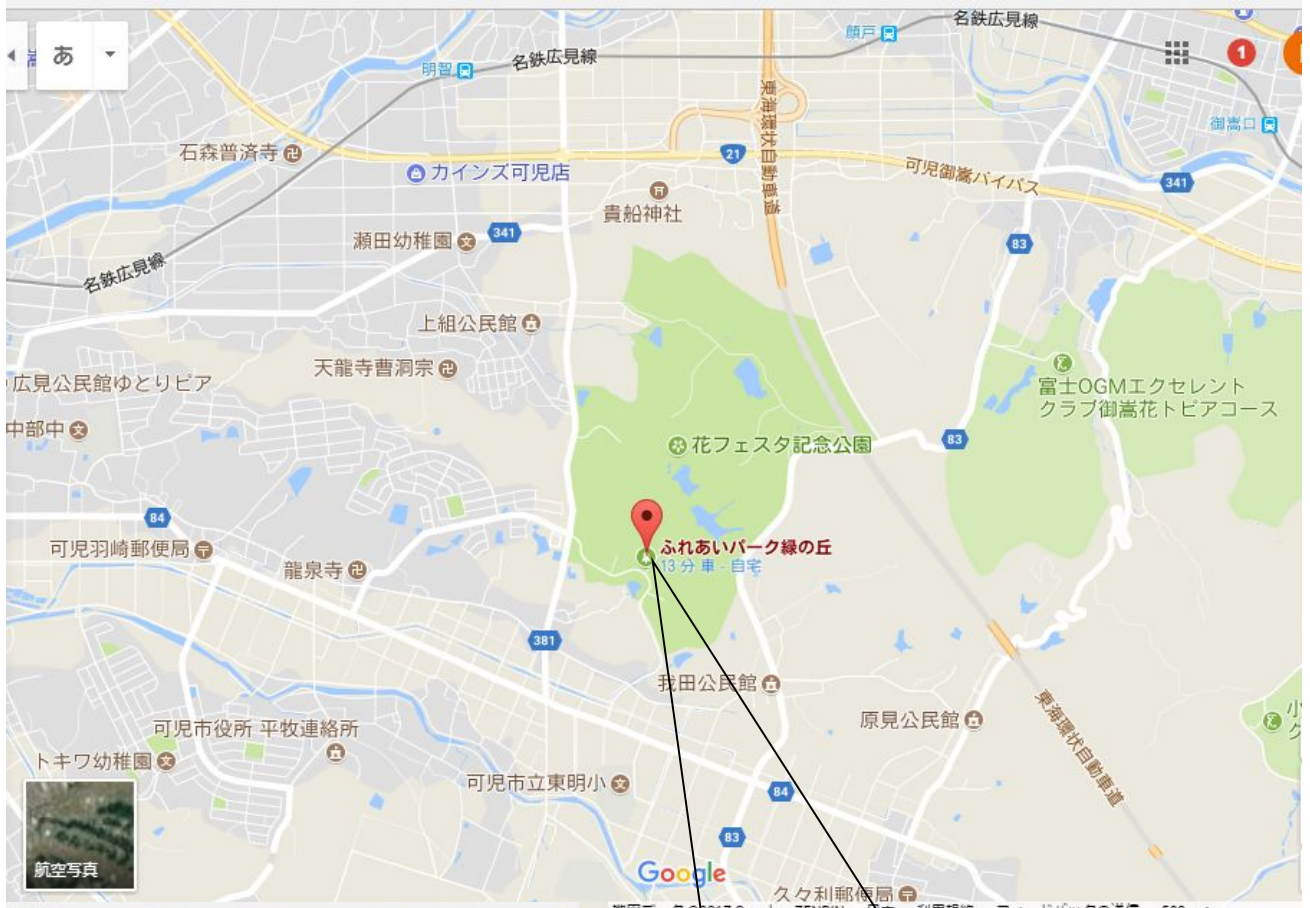 名鉄広見線
顔戸
あ
1
明智
名鉄広見線
東海環状自動車道
御嵩口
石森普済寺
21
カインズ可児店
可児御嵩バイパス
341
貴船神社
瀬田幼稚園
341
83
名鉄広見線
上組公民館
天龍寺曹洞宗
広見公民館ゆとりピア
富士OGMエクセレント
クラブ御嵩花トピアコース
中部中
花フェスタ記念公園
83
84
可児羽崎郵便局
ふれあいパーク緑の丘
13 分 車 - 自宅
龍泉寺
381
我田公民館
原見公民館
東海環状自動車道
小
ク
可児市役所 平牧連絡所
トキワ幼稚園
可児市立東明小
84
83
航空写真
Google
久々利郵便局